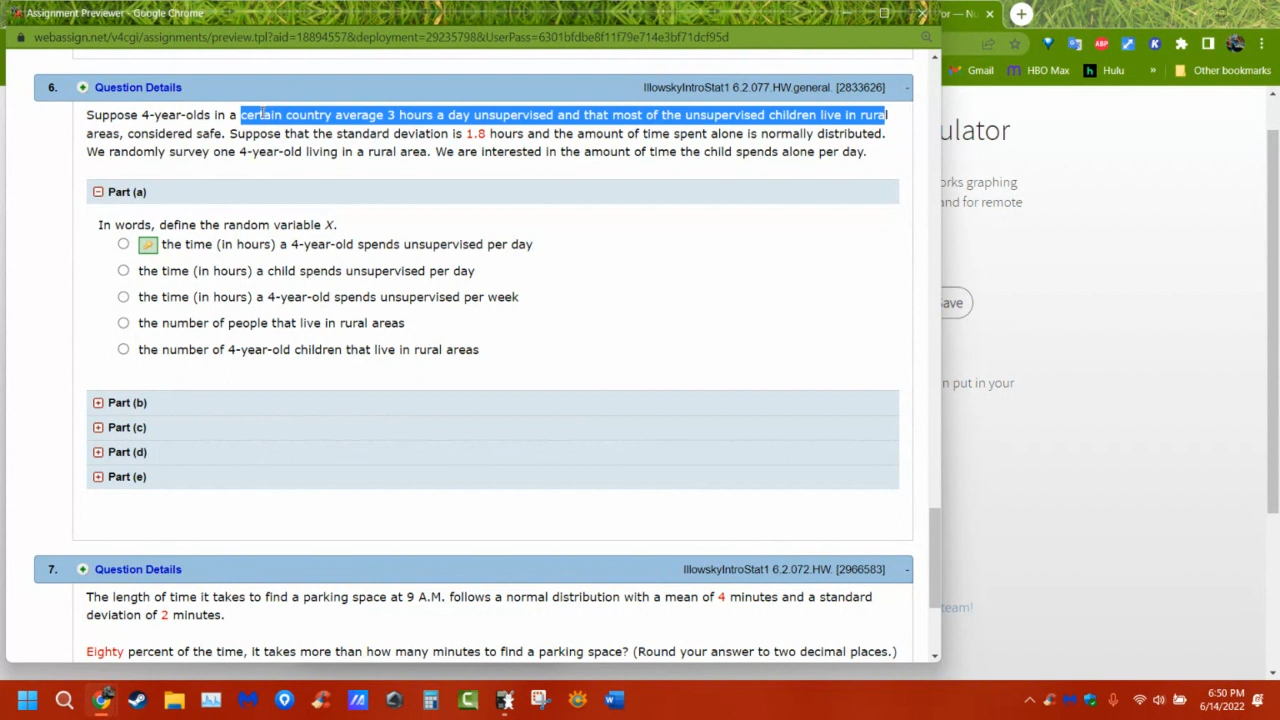 Assignment Previewer - Google Chrome
webassign.net/v4cgi/assignments/preview.tpl?aid=18894557&deployment=29235798&UserPass=6301bfdbe8f11f79e714e3bf71dcf95d
Gmail
HBO Max
Hulu
»
Other bookmarks
6. Question Details IllowskyIntroStat1 6.2.077.HW.general. [2833626] -
Suppose 4-year-olds in a certain country average 3 hours a day unsupervised and that most of the unsupervised children live in rural
areas, considered safe. Suppose that the standard deviation is 1.8 hours and the amount of time spent alone is normally distributed.
We randomly survey one 4-year-old living in a rural area. We are interested in the amount of time the child spends alone per day.
Part (a)
In words, define the random variable X.
the time (in hours) a 4-year-old spends unsupervised per day
the time (in hours) a child spends unsupervised per day
the time (in hours) a 4-year-old spends unsupervised per week
the number of people that live in rural areas
the number of 4-year-old children that live in rural areas
Part (b)
Part (c)
Part (d)
Part (e)
7. Question Details IllowskyIntroStat1 6.2.072.HW. [2966583] -
The length of time it takes to find a parking space at 9 A.M. follows a normal distribution with a mean of 4 minutes and a standard
deviation of 2 minutes.
Eighty percent of the time, it takes more than how many minutes to find a parking space? (Round your answer to two decimal places.)
ulator
orks graphing
and for remote
ave
n put in your
team!
6:50 PM
6/14/2022